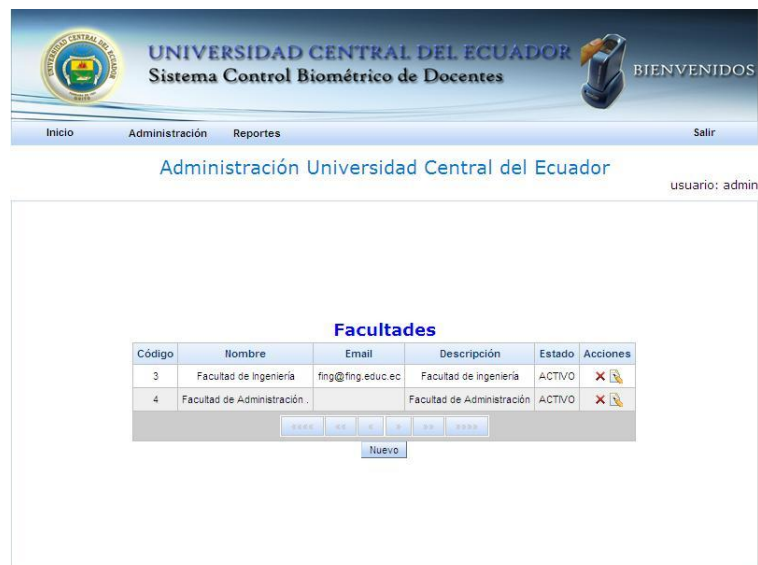 UNIVERSIDAD CENTRAL DEL ECUADOR
Sistema Control Biométrico de Docentes
BIENVENIDOS
Inicio Administración Reportes Salir
Administración Universidad Central del Ecuador
usuario: admin
Facultades
Código Nombre Email Descripción Estado Acciones
3 Facultad de Ingeniería fing@fing.educ.ec Facultad de ingeniería ACTIVO
4 Facultad de Administración . Facultad de Administración ACTIVO
«« «« « » »» »»»»
Nuevo